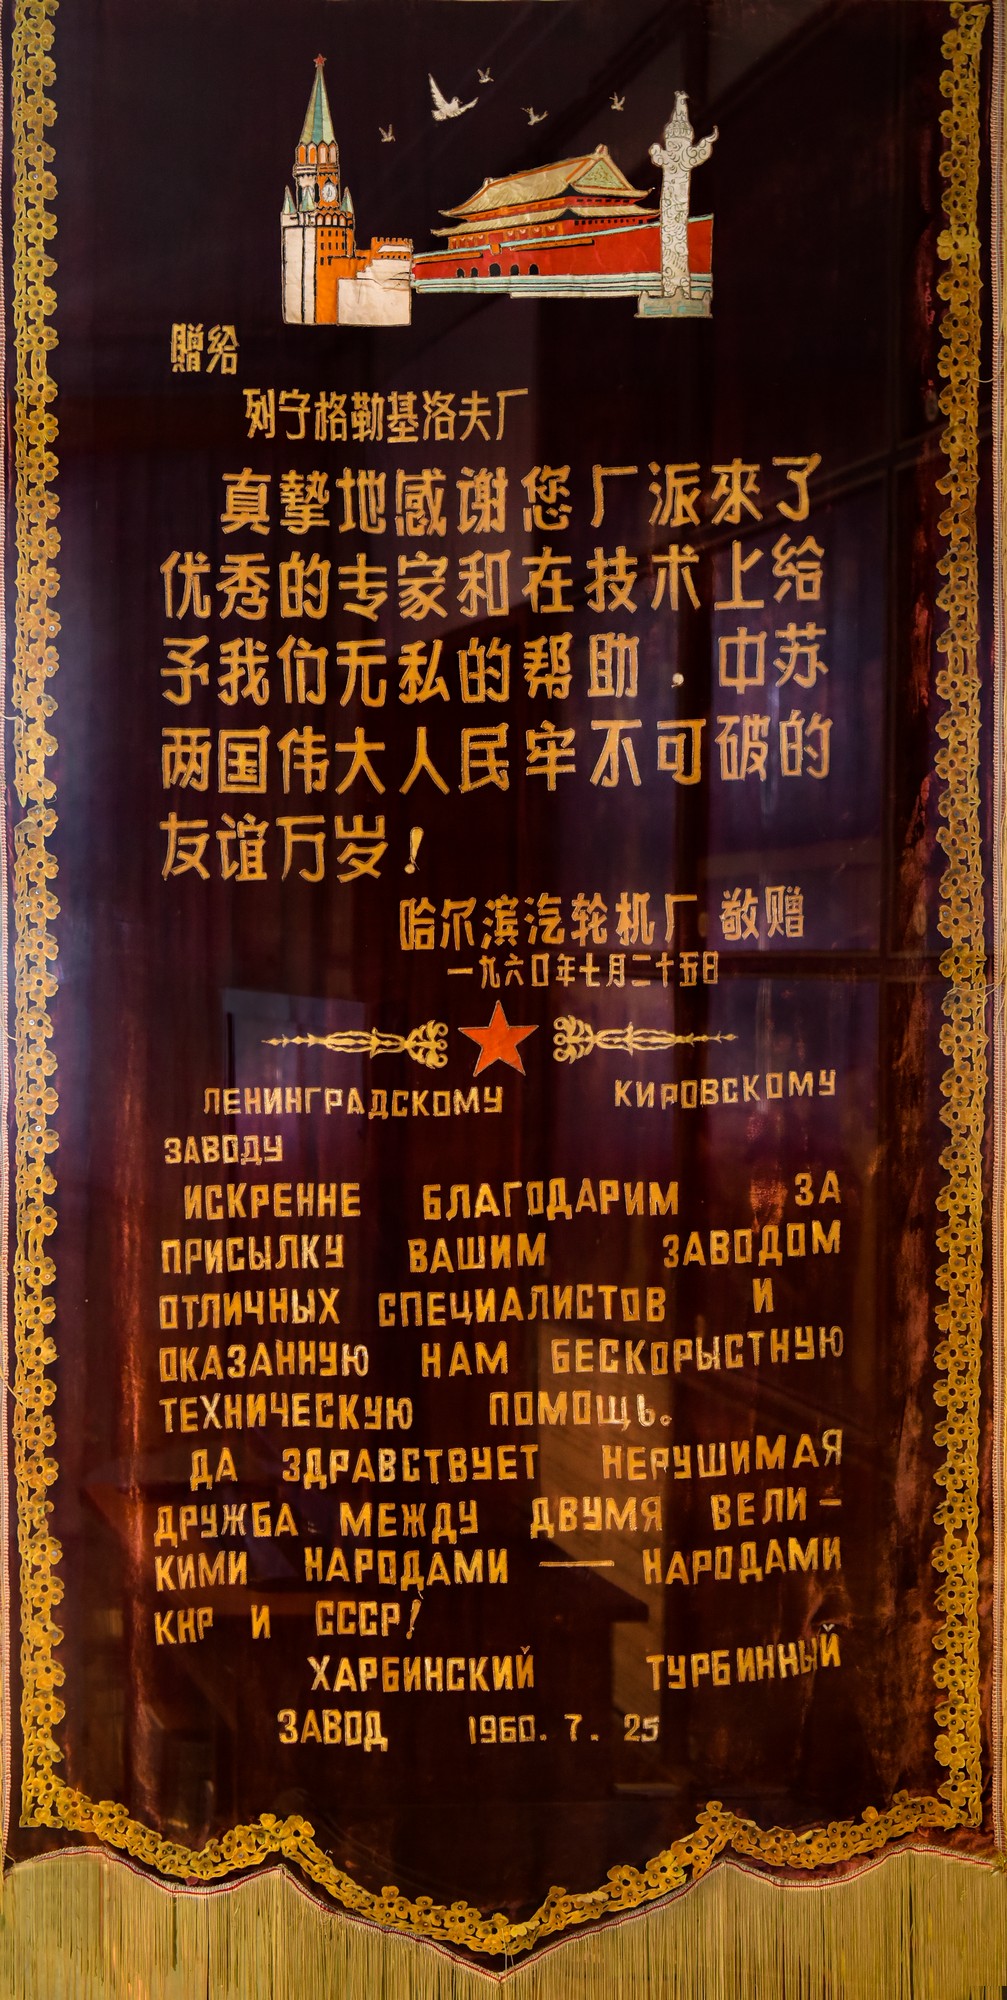 贈给
列宁格勒基洛夫厂
真挚地感谢您厂派來了
优秀的专家和在技术上给
予我们无私的帮助．中苏
两国伟大人民牢不可破的
友谊万岁！
哈尔滨汽轮机厂 敬赠
一九六〇年七月二十五日
ЛЕНИНГРАДСКОМУ КИРОВСКОМУ
ЗАВОДУ
ИСКРЕННЕ БЛАГОДАРИМ ЗА
ПРИСЫЛКУ ВАШИМ ЗАВОДОМ
ОТЛИЧНЫХ СПЕЦИАЛИСТОВ И
ОКАЗАННУЮ НАМ БЕСКОРЫСТНУЮ
ТЕХНИЧЕСКУЮ ПОМОЩЬ。
ДА ЗДРАВСТВУЕТ НЕРУШИМАЯ
ДРУЖБА МЕЖДУ ДВУМЯ ВЕЛИ-
КИМИ НАРОДАМИ — НАРОДАМИ
КНР И СССР!
ХАРБИНСКИЙ ТУРБИННЫЙ
ЗАВОД 1960. 7. 25